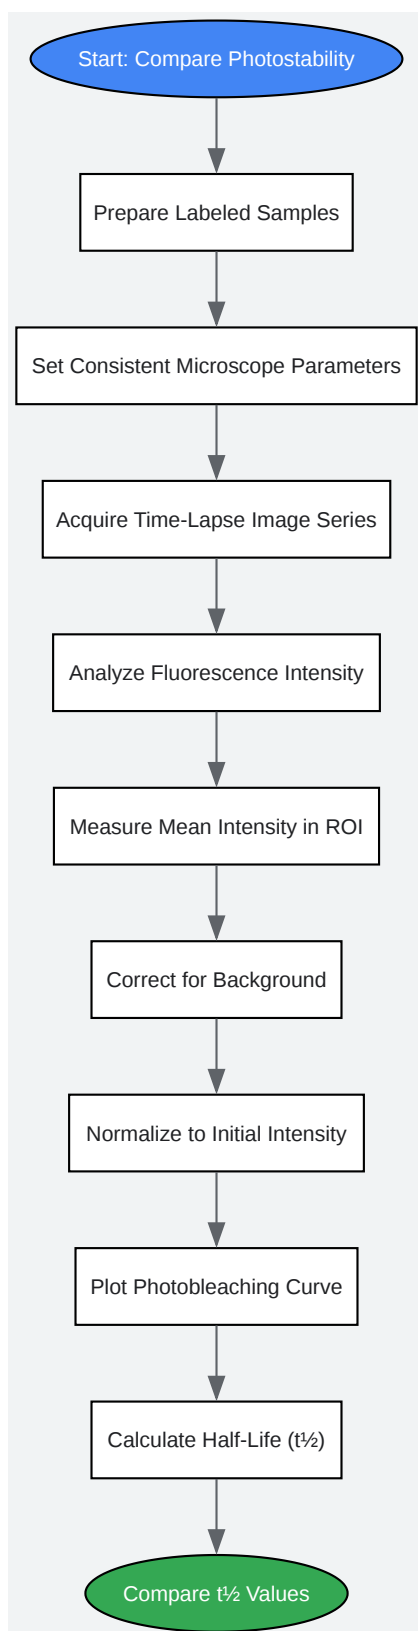 Start: Compare Photostability
Prepare Labeled Samples
Set Consistent Microscope Parameters
Acquire Time-Lapse Image Series
Analyze Fluorescence Intensity
Measure Mean Intensity in ROI
Correct for Background
Normalize to Initial Intensity
Plot Photobleaching Curve
Calculate Half-Life (t½)
Compare t½ Values